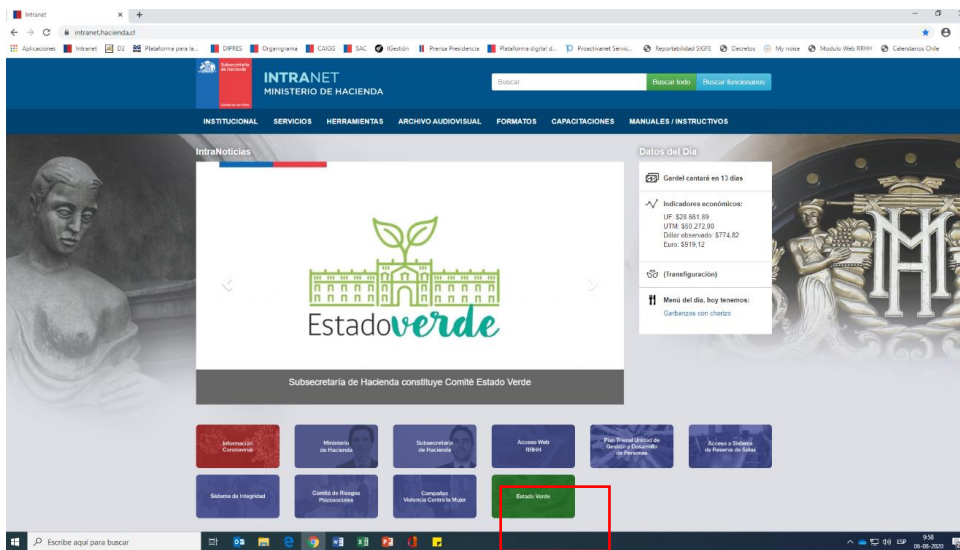 Intranet
intranet.hacienda.cl
Aplicaciones Intranet D2 Plataforma para la... DIPRES Organigrama CAIGG SAC IGestión Prensa Presidencia Plataforma digital d... Proactivanet Servic... Reportabilidad SIGFE Decretos My noise Modulo Web RRHH Calendarios Chile
Subsecretaría
de Hacienda
INTRANET
MINISTERIO DE HACIENDA
Buscar
Buscar todo
Buscar funcionarios
INSTITUCIONAL SERVICIOS HERRAMIENTAS ARCHIVO AUDIOVISUAL FORMATOS CAPACITACIONES MANUALES / INSTRUCTIVOS
IntraNoticias
Estadoverde
Subsecretaría de Hacienda constituye Comité Estado Verde
Datos del Día
Gardel cantará en 13 días
Indicadores económicos:
UF: $28.661,89
UTM: $50.272,00
Dólar observado: $774,82
Euro: $919,12
(Transfiguración)
Menú del día, hoy tenemos:
Garbanzos con chorizo
Información
Coronavirus
Ministerio
de Hacienda
Subsecretaría
de Hacienda
Acceso Web
RRHH
Plan Trienal Unidad de
Gestión y Desarrollo
de Personas
Acceso a Sistema
de Reserva de Salas
Sistema de Integridad
Comité de Riesgos
Psicosociales
Campañas
Violencia Contra la Mujer
Estado Verde
Escribe aquí para buscar
ESP
9:58
06-08-2020